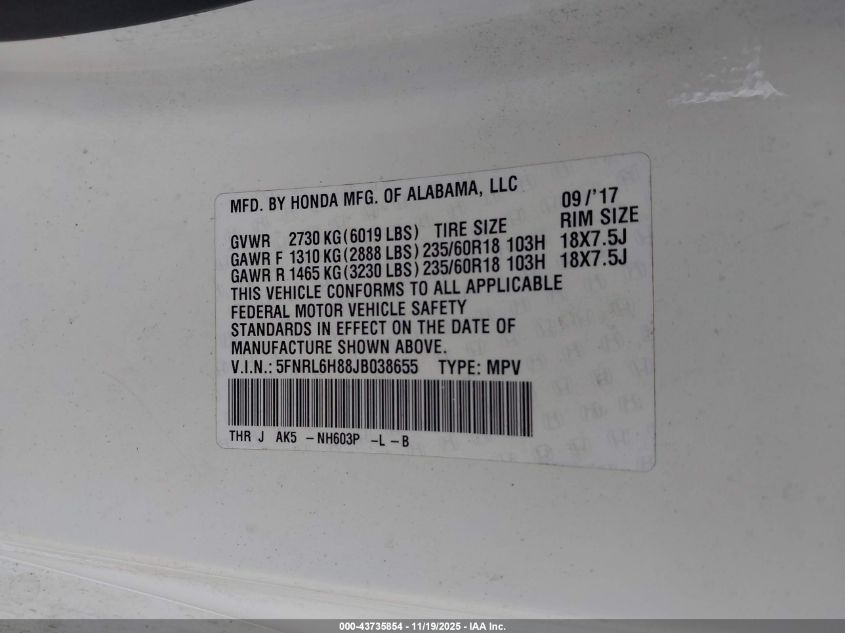 MFD. BY HONDA MFG. OF ALABAMA, LLC 09/'17
GVWR 2730 KG(6019 LBS) TIRE SIZE RIM SIZE
GAWR F 1310 KG(2888 LBS) 235/60R18 103H 18X7.5J
GAWR R 1465 KG(3230 LBS) 235/60R18 103H 18X7.5J
THIS VEHICLE CONFORMS TO ALL APPLICABLE
FEDERAL MOTOR VEHICLE SAFETY
STANDARDS IN EFFECT ON THE DATE OF
MANUFACTURE SHOWN ABOVE.
V.I.N.: 5FNRL6H88JB038655 TYPE: MPV
THR J AK5 -NH603P -L -B
000-43735854 - 11/19/2025 - IAA Inc.